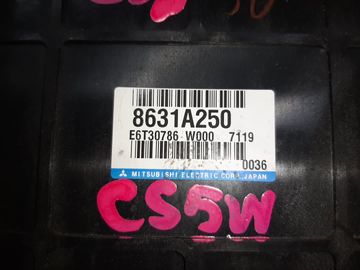 8631A250
E6T30786 W000 7119
0036
MITSUBISHI ELECTRIC CORP. JAPAN
CS5W